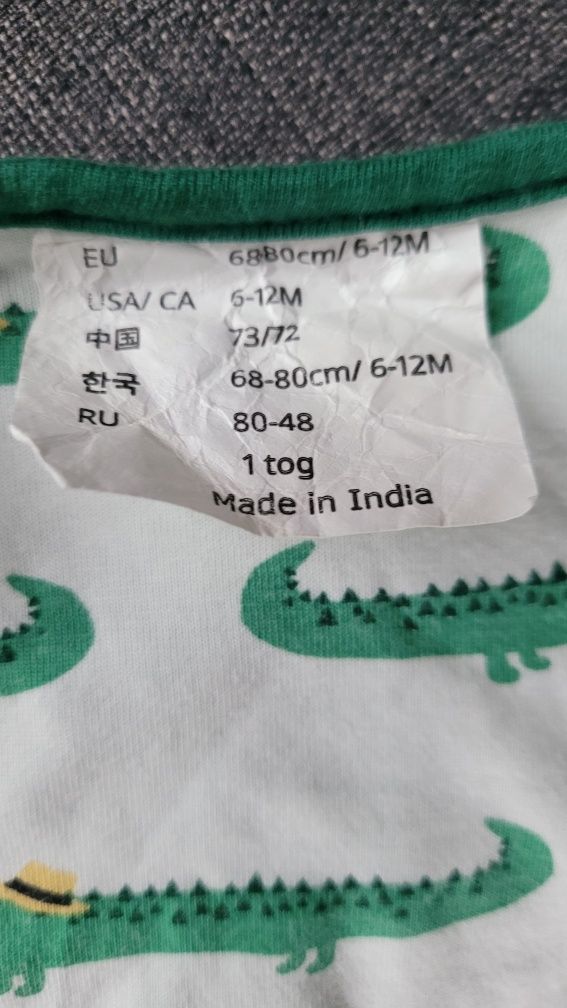 EU 6880cm/ 6-12M
USA/ CA 6-12M
中国 73/72
한국 68-80cm/ 6-12M
RU 80-48
1 tog
Made in India